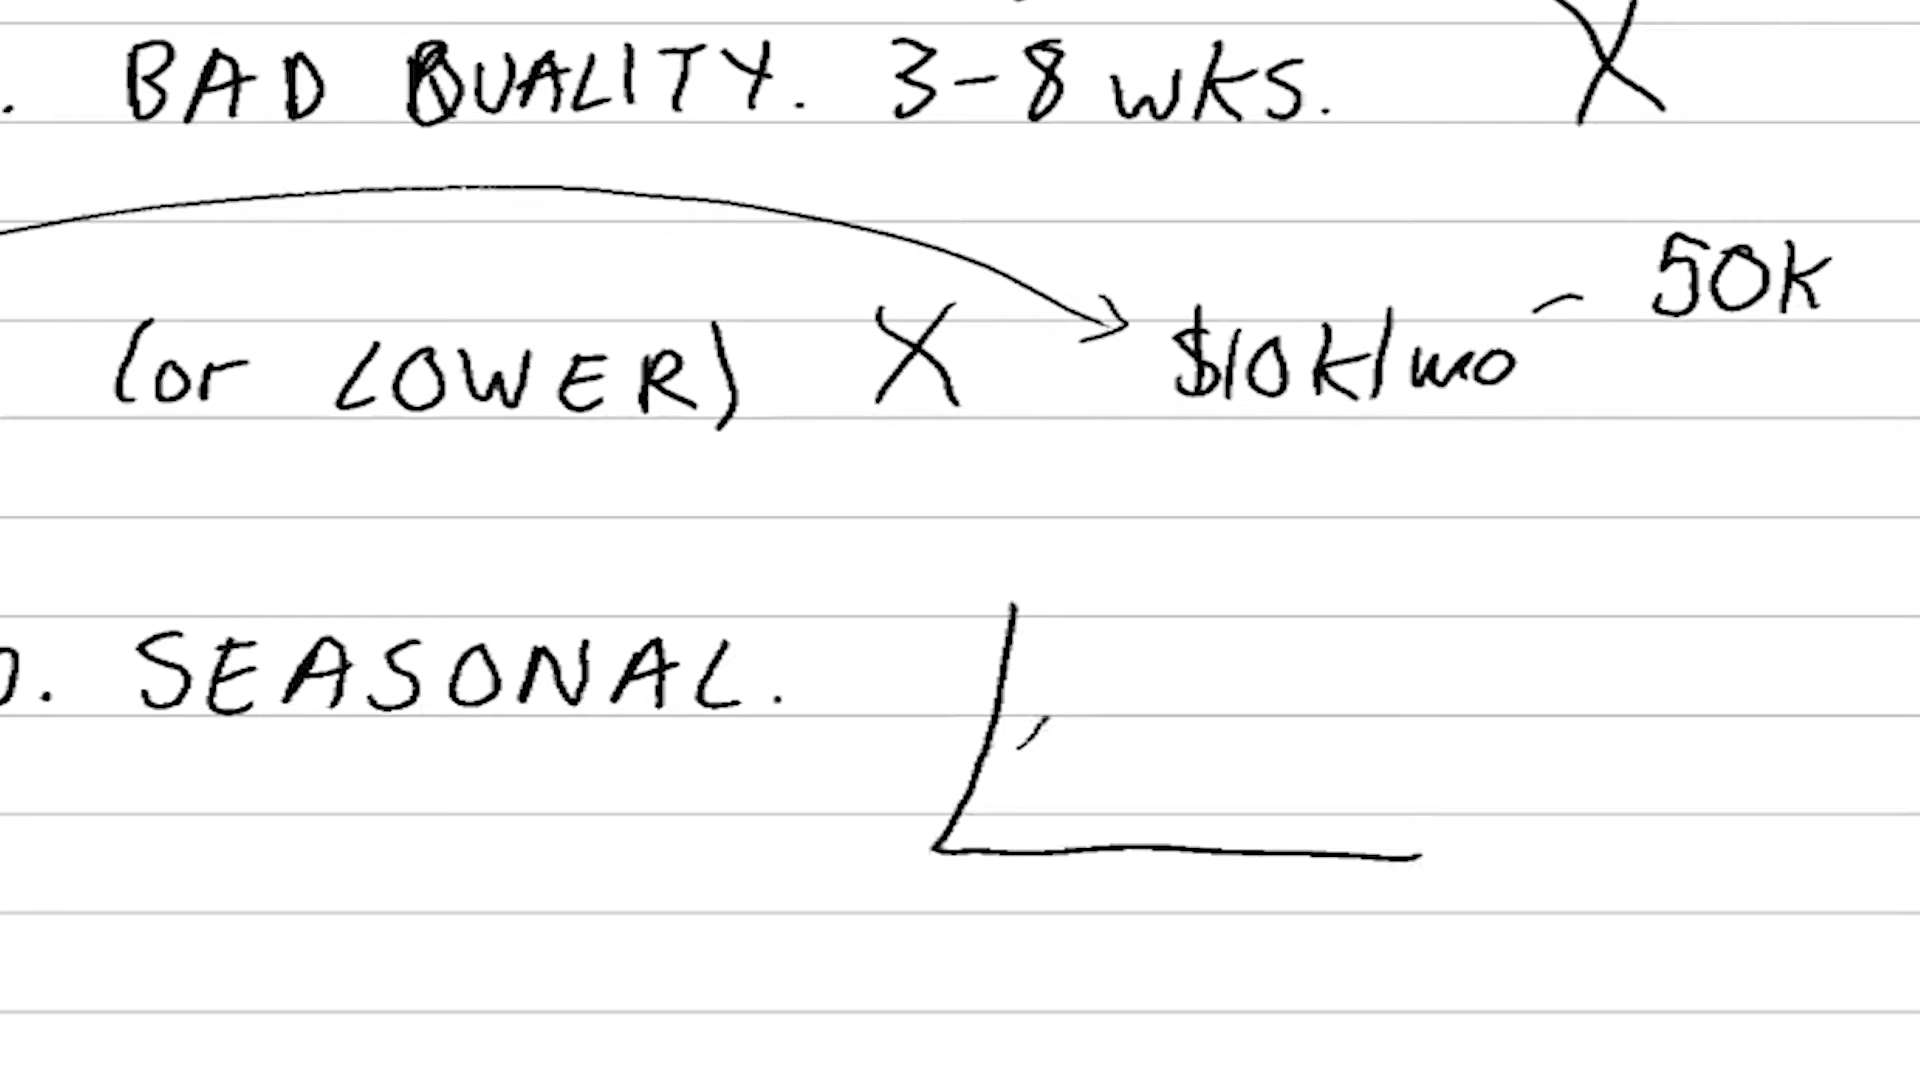 . BAD QUALITY. 3-8 WKS. X
50K
(or LOWER) X $10K/mo -
. SEASONAL.